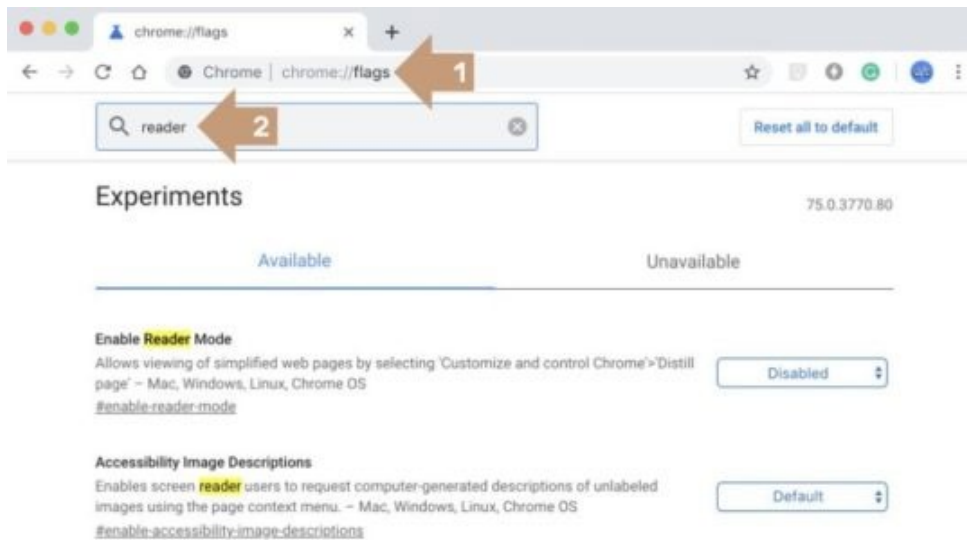 chrome://flags
Chrome | chrome://flags
1
reader
2
Reset all to default
Experiments
75.0.3770.80
Available
Unavailable
Enable Reader Mode
Allows viewing of simplified web pages by selecting 'Customize and control Chrome'>'Distill
page' – Mac, Windows, Linux, Chrome OS
#enable-reader-mode
Disabled
Accessibility Image Descriptions
Enables screen reader users to request computer-generated descriptions of unlabeled
images using the page context menu. – Mac, Windows, Linux, Chrome OS
#enable-accessibility-image-descriptions
Default